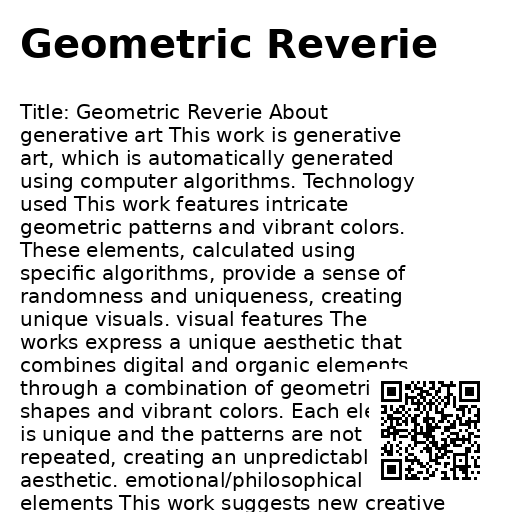 Geometric Reverie
Title: Geometric Reverie About
generative art This work is generative
art, which is automatically generated
using computer algorithms. Technology
used This work features intricate
geometric patterns and vibrant colors.
These elements, calculated using
specific algorithms, provide a sense of
randomness and uniqueness, creating
unique visuals. visual features The
works express a unique aesthetic that
combines digital and organic elements
through a combination of geometri
shapes and vibrant colors. Each ele
is unique and the patterns are not
repeated, creating an unpredictabl
aesthetic. emotional/philosophical
elements This work suggests new creative